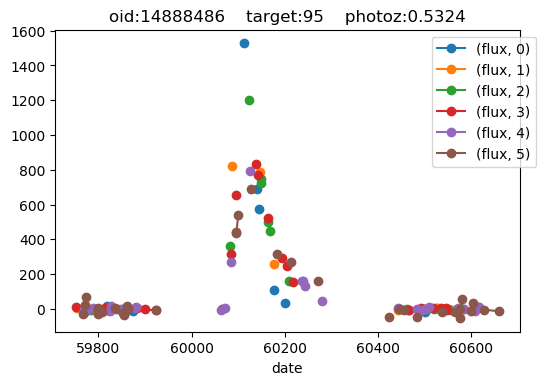 oid:14888486    target:95    photoz:0.5324
1600
1400
1200
1000
800
600
400
200
0
59800 60000 60200 60400 60600
date
(flux, 0)
(flux, 1)
(flux, 2)
(flux, 3)
(flux, 4)
(flux, 5)